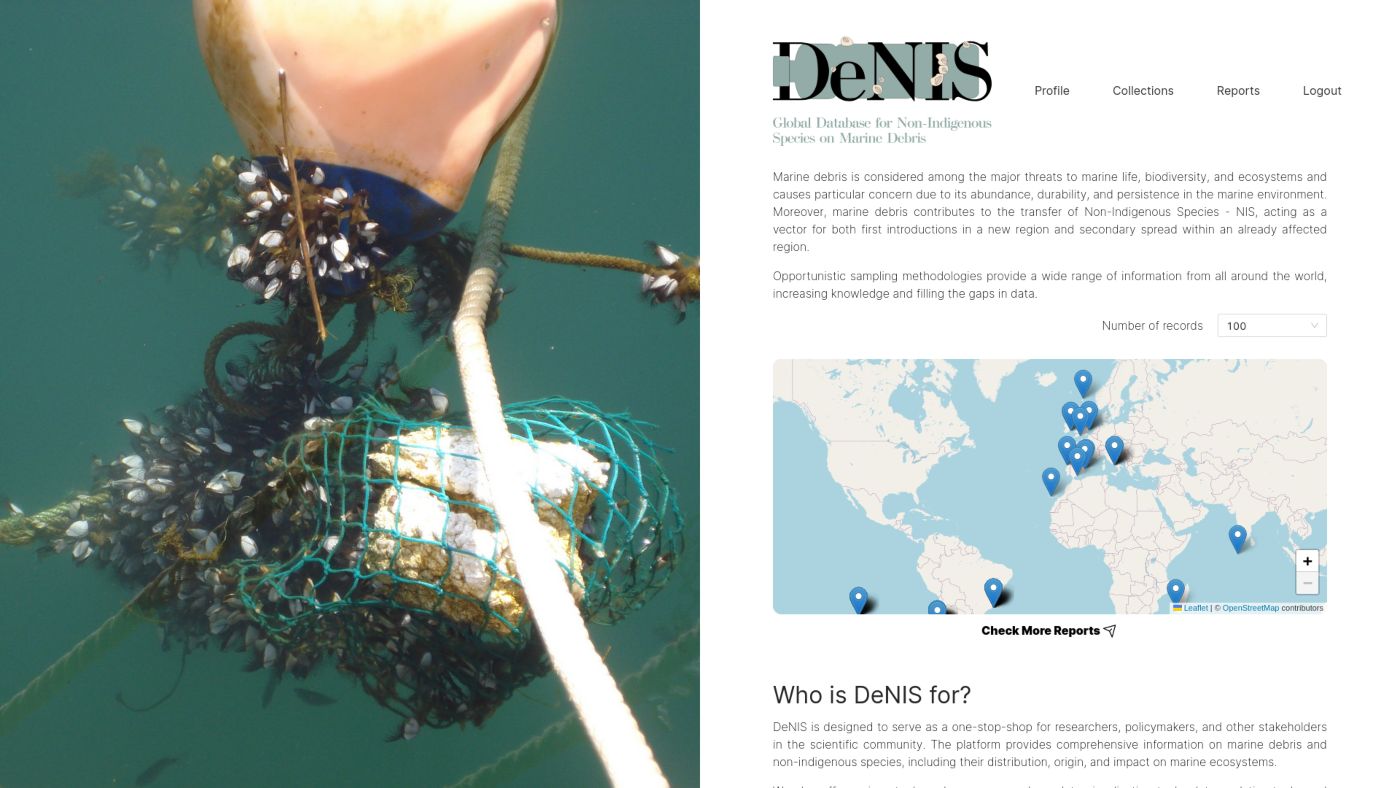 DeNIS
Global Database for Non-Indigenous
Species on Marine Debris
Profile
Collections
Reports
Logout
Marine debris is considered among the major threats to marine life, biodiversity, and ecosystems and
causes particular concern due to its abundance, durability, and persistence in the marine environment.
Moreover, marine debris contributes to the transfer of Non-Indigenous Species - NIS, acting as a
vector for both first introductions in a new region and secondary spread within an already affected
region.
Opportunistic sampling methodologies provide a wide range of information from all around the world,
increasing knowledge and filling the gaps in data.
Number of records
100
+
−
Leaflet | © OpenStreetMap contributors
Check More Reports
Who is DeNIS for?
DeNIS is designed to serve as a one-stop-shop for researchers, policymakers, and other stakeholders
in the scientific community. The platform provides comprehensive information on marine debris and
non-indigenous species, including their distribution, origin, and impact on marine ecosystems.